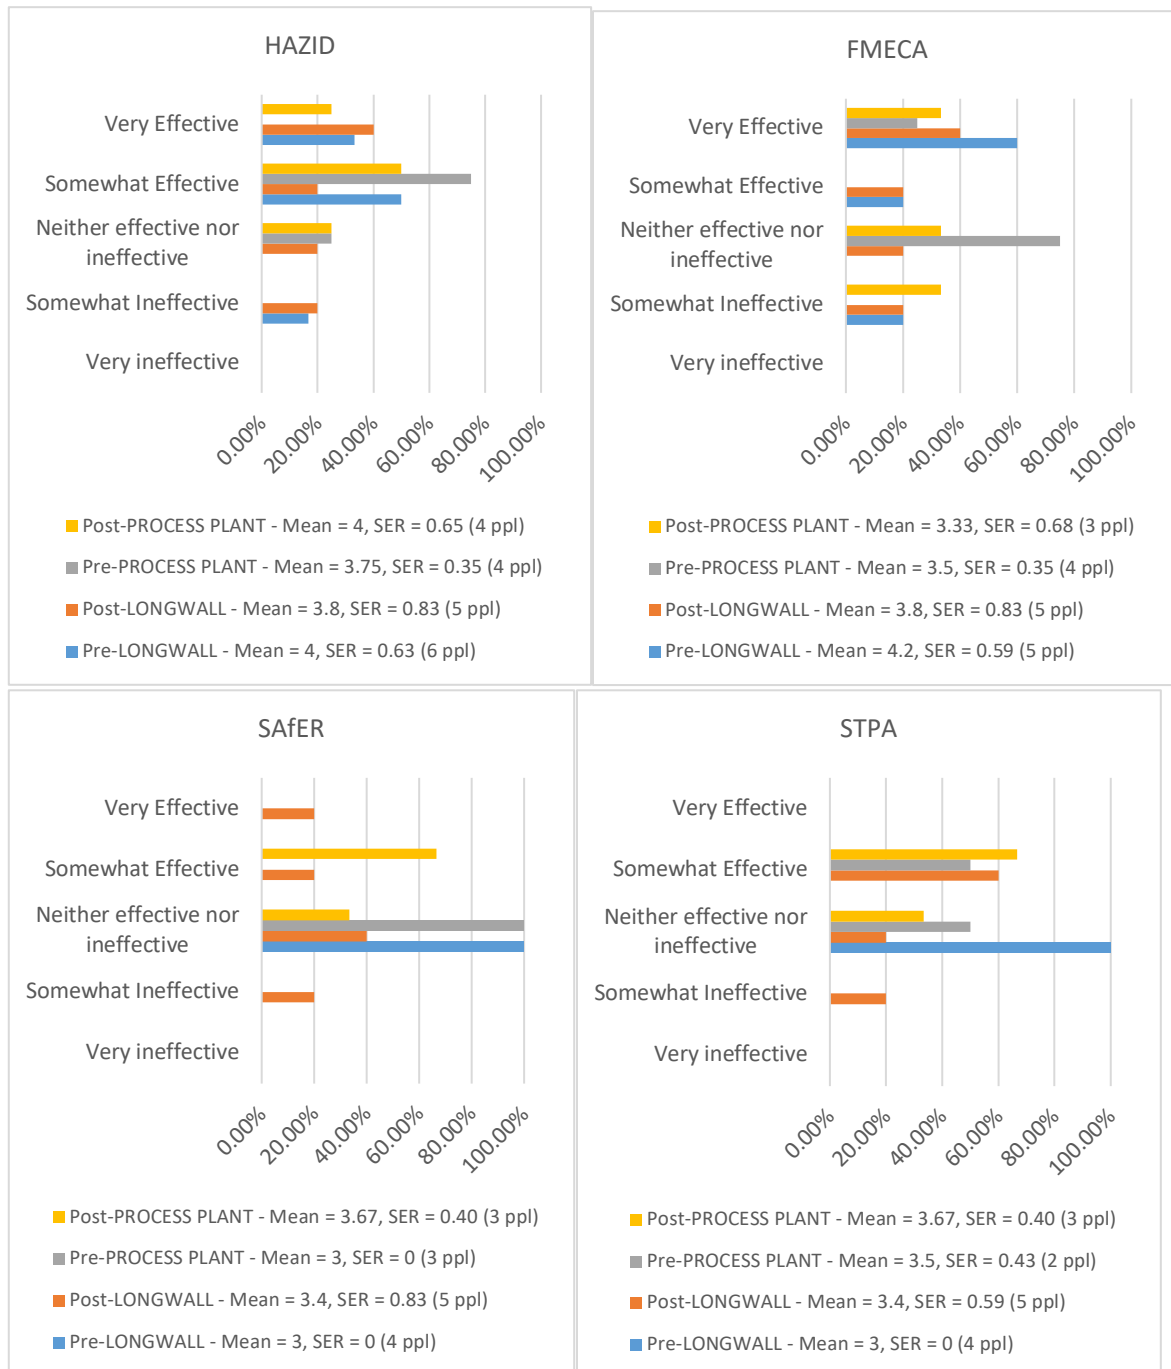 HAZID
Very Effective
Somewhat Effective
Neither effective nor
ineffective
Somewhat Ineffective
Very ineffective
0.00%
20.00%
40.00%
60.00%
80.00%
100.00%
Post-PROCESS PLANT - Mean = 4, SER = 0.65 (4 ppl)
Pre-PROCESS PLANT - Mean = 3.75, SER = 0.35 (4 ppl)
Post-LONGWALL - Mean = 3.8, SER = 0.83 (5 ppl)
Pre-LONGWALL - Mean = 4, SER = 0.63 (6 ppl)
FMECA
Very Effective
Somewhat Effective
Neither effective nor
ineffective
Somewhat Ineffective
Very ineffective
0.00%
20.00%
40.00%
60.00%
80.00%
100.00%
Post-PROCESS PLANT - Mean = 3.33, SER = 0.68 (3 ppl)
Pre-PROCESS PLANT - Mean = 3.5, SER = 0.35 (4 ppl)
Post-LONGWALL - Mean = 3.8, SER = 0.83 (5 ppl)
Pre-LONGWALL - Mean = 4.2, SER = 0.59 (5 ppl)
SAfER
Very Effective
Somewhat Effective
Neither effective nor
ineffective
Somewhat Ineffective
Very ineffective
0.00%
20.00%
40.00%
60.00%
80.00%
100.00%
Post-PROCESS PLANT - Mean = 3.67, SER = 0.40 (3 ppl)
Pre-PROCESS PLANT - Mean = 3, SER = 0 (3 ppl)
Post-LONGWALL - Mean = 3.4, SER = 0.83 (5 ppl)
Pre-LONGWALL - Mean = 3, SER = 0 (4 ppl)
STPA
Very Effective
Somewhat Effective
Neither effective nor
ineffective
Somewhat Ineffective
Very ineffective
0.00%
20.00%
40.00%
60.00%
80.00%
100.00%
Post-PROCESS PLANT - Mean = 3.67, SER = 0.40 (3 ppl)
Pre-PROCESS PLANT - Mean = 3.5, SER = 0.43 (2 ppl)
Post-LONGWALL - Mean = 3.4, SER = 0.59 (5 ppl)
Pre-LONGWALL - Mean = 3, SER = 0 (4 ppl)